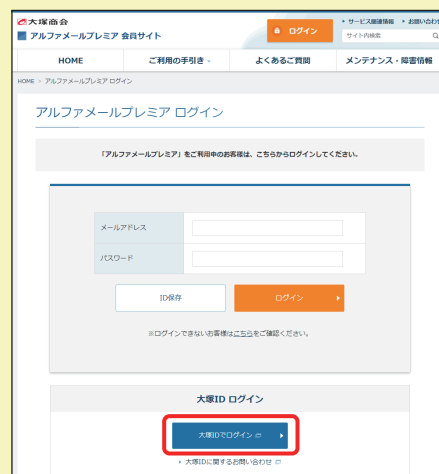 大塚商会
アルファメールプレミア 会員サイト
ログイン
サービス関連情報 お問い合わせ
サイト内検索
HOME ご利用の手引き よくあるご質問 メンテナンス・障害情報
HOME > アルファメールプレミア ログイン
アルファメールプレミア ログイン
「アルファメールプレミア」をご利用中のお客様は、こちらからログインしてください。
メールアドレス
パスワード
ID保存 ログイン
※ログインできないお客様はこちらをご確認ください。
大塚ID ログイン
大塚IDでログイン
大塚IDに関するお問い合わせ